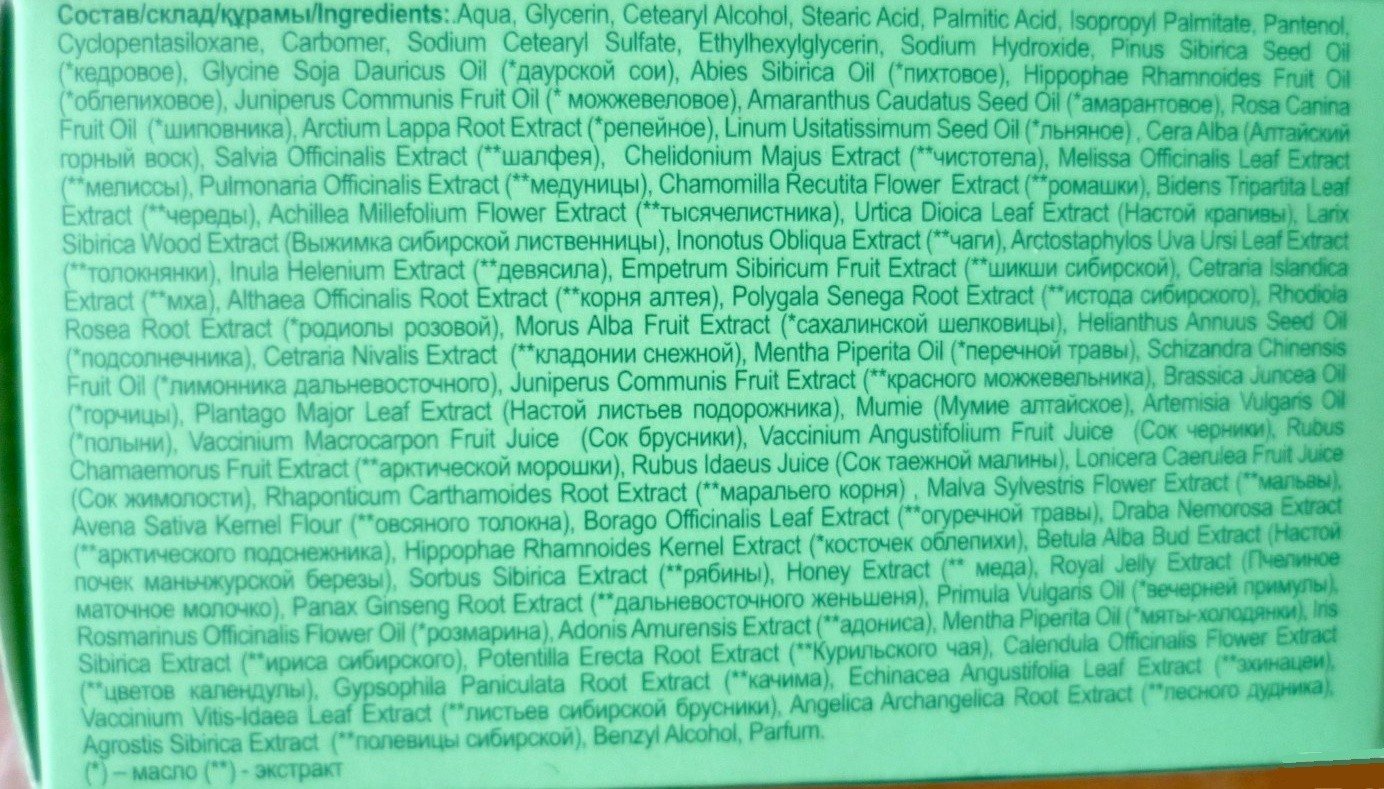 Состав/склад/құрамы/Ingredients: Aqua, Glycerin, Cetearyl Alcohol, Stearic Acid, Palmitic Acid, Isopropyl Palmitate, Pantenol,
Cyclopentasiloxane, Carbomer, Sodium Cetearyl Sulfate, Ethylhexylglycerin, Sodium Hydroxide, Pinus Sibirica Seed Oil
(*кедровое), Glycine Soja Dauricus Oil (*даурской сои), Abies Sibirica Oil (*пихтовое), Hippophae Rhamnoides Fruit Oil
(*облепиховое), Juniperus Communis Fruit Oil (* можжевеловое), Amaranthus Caudatus Seed Oil (*амарантовое), Rosa Canina
Fruit Oil (*шиповника), Arctium Lappa Root Extract (*репейное), Linum Usitatissimum Seed Oil (*льняное) , Cera Alba (Алтайский
горный воск), Salvia Officinalis Extract (**шалфея), Chelidonium Majus Extract (**чистотела), Melissa Officinalis Leaf Extract
(**мелиссы), Pulmonaria Officinalis Extract (**медуницы), Chamomilla Recutita Flower Extract (**ромашки), Bidens Tripartita Leaf
Extract (**череды), Achillea Millefolium Flower Extract (**тысячелистника), Urtica Dioica Leaf Extract (Настой крапивы), Larix
Sibirica Wood Extract (Выжимка сибирской лиственницы), Inonotus Obliqua Extract (**чаги), Arctostaphylos Uva Ursi Leaf Extract
(**толокнянки), Inula Helenium Extract (**девясила), Empetrum Sibiricum Fruit Extract (**шикши сибирской), Cetraria Islandica
Extract (**мха), Althaea Officinalis Root Extract (**корня алтея), Polygala Senega Root Extract (**истода сибирского), Rhodiola
Rosea Root Extract (*родиолы розовой), Morus Alba Fruit Extract (*сахалинской шелковицы), Helianthus Annuus Seed Oil
(*подсолнечника), Cetraria Nivalis Extract (**кладонии снежной), Mentha Piperita Oil (*перечной травы), Schizandra Chinensis
Fruit Oil (*лимонника дальневосточного), Juniperus Communis Fruit Extract (**красного можжевельника), Brassica Juncea Oil
(*горчицы), Plantago Major Leaf Extract (Настой листьев подорожника), Mumie (Мумие алтайское), Artemisia Vulgaris Oil
(*полыни), Vaccinium Macrocarpon Fruit Juice (Сок брусники), Vaccinium Angustifolium Fruit Juice (Сок черники), Rubus
Chamaemorus Fruit Extract (**арктической морошки), Rubus Idaeus Juice (Сок таежной малины), Lonicera Caerulea Fruit Juice
(Сок жимолости), Rhaponticum Carthamoides Root Extract (**маральего корня) , Malva Sylvestris Flower Extract (**мальвы),
Avena Sativa Kernel Flour (**овсяного толокна), Borago Officinalis Leaf Extract (**огуречной травы), Draba Nemorosa Extract
(**арктического подснежника), Hippophae Rhamnoides Kernel Extract (*косточек облепихи), Betula Alba Bud Extract (Настой
почек маньчжурской березы), Sorbus Sibirica Extract (**рябины), Honey Extract (** меда), Royal Jelly Extract (Пчелиное
маточное молочко), Panax Ginseng Root Extract (**дальневосточного женьшеня), Primula Vulgaris Oil (*вечерней примулы),
Rosmarinus Officinalis Flower Oil (*розмарина), Adonis Amurensis Extract (**адониса), Mentha Piperita Oil (*мяты-холодянки), Iris
Sibirica Extract (**ириса сибирского), Potentilla Erecta Root Extract (**Курильского чая), Calendula Officinalis Flower Extract
(**цветов календулы), Gypsophila Paniculata Root Extract (**качима), Echinacea Angustifolia Leaf Extract (**эхинацеи),
Vaccinium Vitis-Idaea Leaf Extract (**листьев сибирской брусники), Angelica Archangelica Root Extract (**лесного дудника),
Agrostis Sibirica Extract (**полевицы сибирской), Benzyl Alcohol, Parfum.
(*) – масло (**) - экстракт